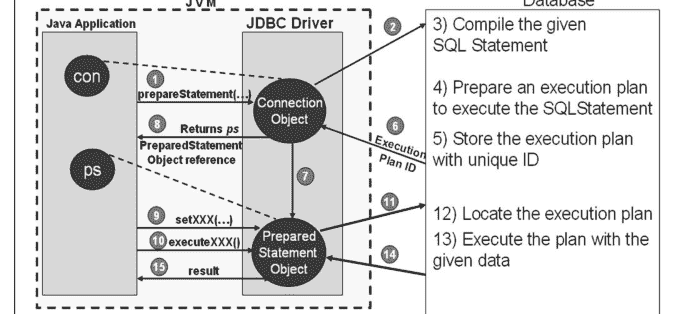 JVM
Database
Java Application
JDBC Driver
con
1
prepareStatement(...)
Connection
Object
2
3) Compile the given
SQL Statement
4) Prepare an execution plan
to execute the SQLStatement
5) Store the execution plan
with unique ID
6
Execution
Plan ID
8
Returns ps
PreparedStatement
Object reference
7
ps
9
setXXX(...)
10
executeXXX()
15
result
Prepared
Statement
Object
11
12) Locate the execution plan
13) Execute the plan with the
given data
14